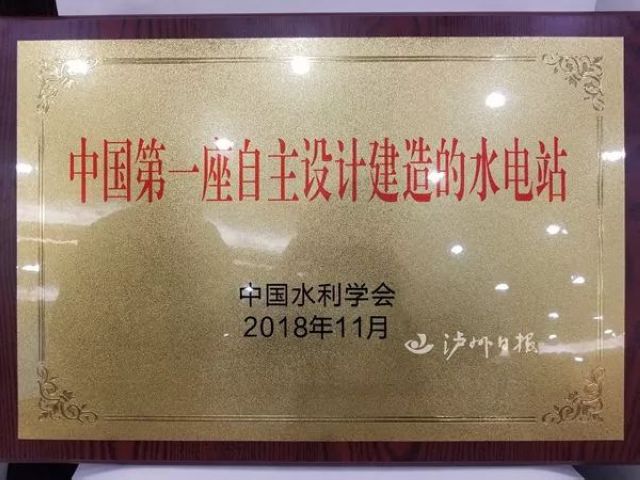 中国第一座自主设计建造的水电站
中国水利学会
2018年11月
泸州日报